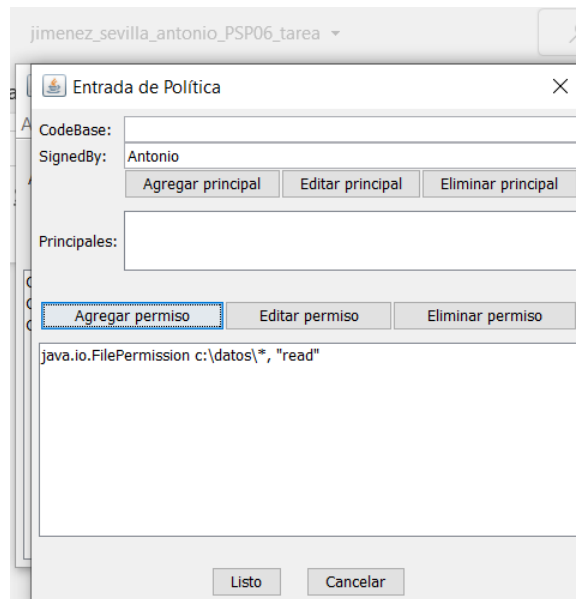 jimenez_sevilla_antonio_PSP06_tarea
Entrada de Política
CodeBase:
SignedBy: Antonio
Agregar principal Editar principal Eliminar principal
Principales:
Agregar permiso Editar permiso Eliminar permiso
java.io.FilePermission c:\datos\*, "read"
Listo Cancelar